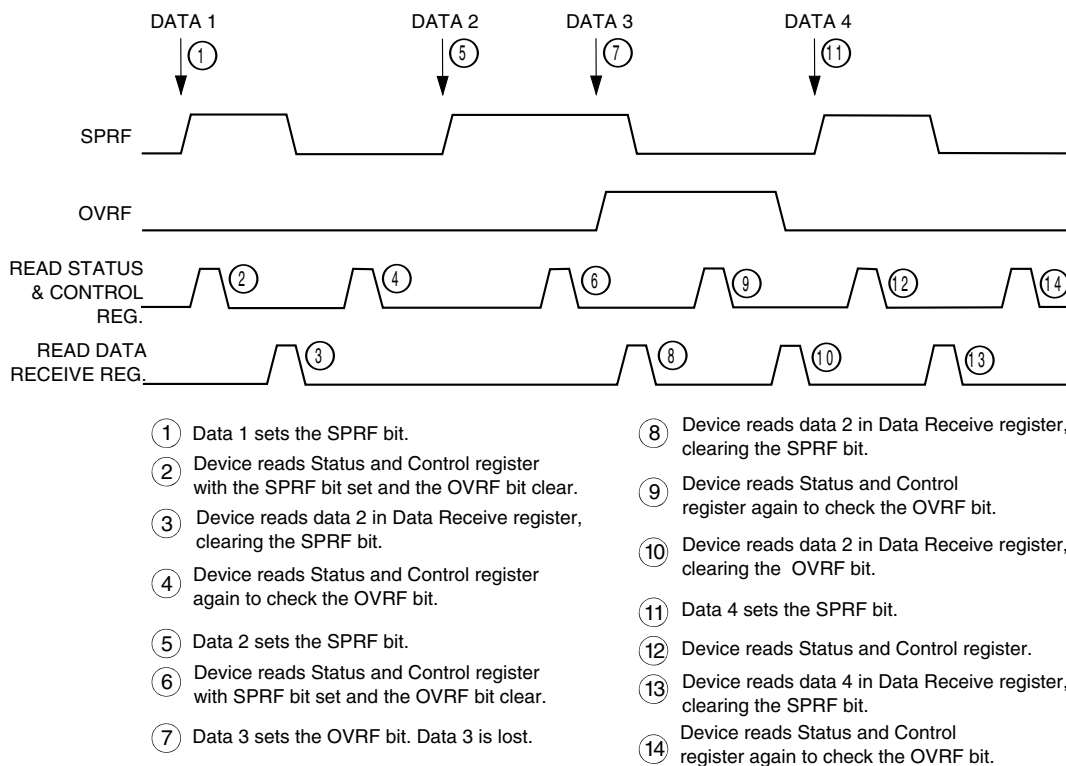 DATA 1
DATA 2
DATA 3
DATA 4
1
5
7
11
SPRF
OVRF
READ STATUS
& CONTROL
REG.
2
4
6
9
12
14
READ DATA
RECEIVE REG.
3
8
10
13
1 Data 1 sets the SPRF bit.
2 Device reads Status and Control register
with the SPRF bit set and the OVRF bit clear.
3 Device reads data 2 in Data Receive register,
clearing the SPRF bit.
4 Device reads Status and Control register
again to check the OVRF bit.
5 Data 2 sets the SPRF bit.
6 Device reads Status and Control register
with SPRF bit set and the OVRF bit clear.
7 Data 3 sets the OVRF bit. Data 3 is lost.
8 Device reads data 2 in Data Receive register,
clearing the SPRF bit.
9 Device reads Status and Control
register again to check the OVRF bit.
10 Device reads data 2 in Data Receive register,
clearing the OVRF bit.
11 Data 4 sets the SPRF bit.
12 Device reads Status and Control register.
13 Device reads data 4 in Data Receive register,
clearing the SPRF bit.
14 Device reads Status and Control
register again to check the OVRF bit.